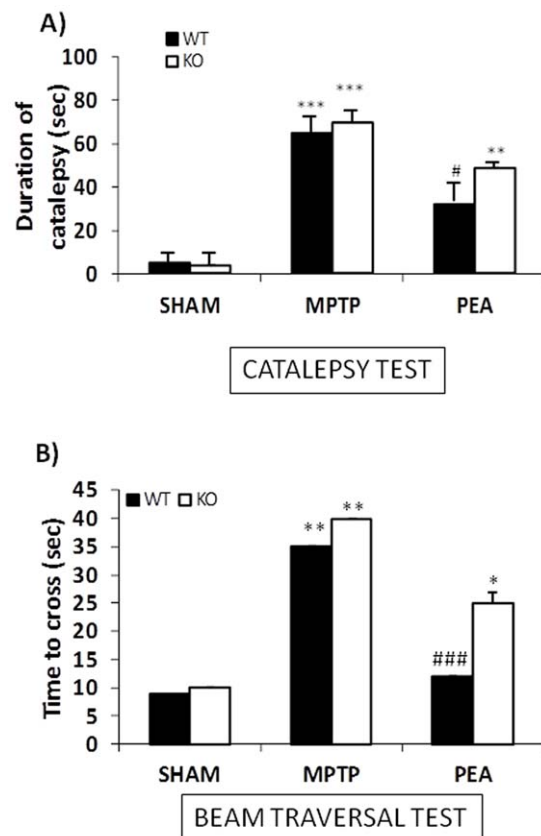 A)
WT
KO
Duration of
catalepsy (sec)
100
80
60
40
20
0
***
***
#
**
SHAM MPTP PEA
CATALEPSY TEST
B)
WT KO
Time to cross (sec)
45
40
35
30
25
20
15
10
5
0
**
**
###
*
SHAM MPTP PEA
BEAM TRAVERSAL TEST